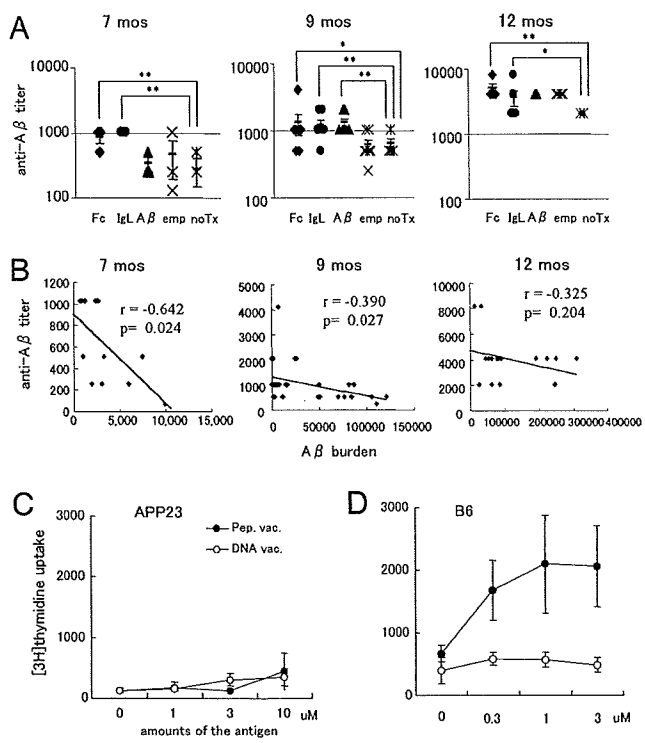 A
7 mos
9 mos
12 mos
anti-Aβ titer
10000
1000
100
**
**
Fc IgL Aβ emp noTx
10000
1000
100
*
**
**
Fc IgL Aβ emp noTx
10000
1000
100
**
*
Fc IgL Aβ emp noTx
B
7 mos
9 mos
12 mos
anti-Aβ titer
1200
1000
800
600
400
200
0
r = -0.642
p= 0.024
0 5,000 10,000 15,000
5000
4000
3000
2000
1000
0
r = -0.390
p= 0.027
0 50000 100000 150000
10000
8000
6000
4000
2000
0
r = -0.325
p= 0.204
0 100000 200000 300000 400000
Aβ burden
C
APP23
[3H]thymidine uptake
3000
2000
1000
0
Pep. vac.
DNA vac.
0 1 3 10 uM
amounts of the antigen
D
B6
3000
2000
1000
0
0 0.3 1 3 uM